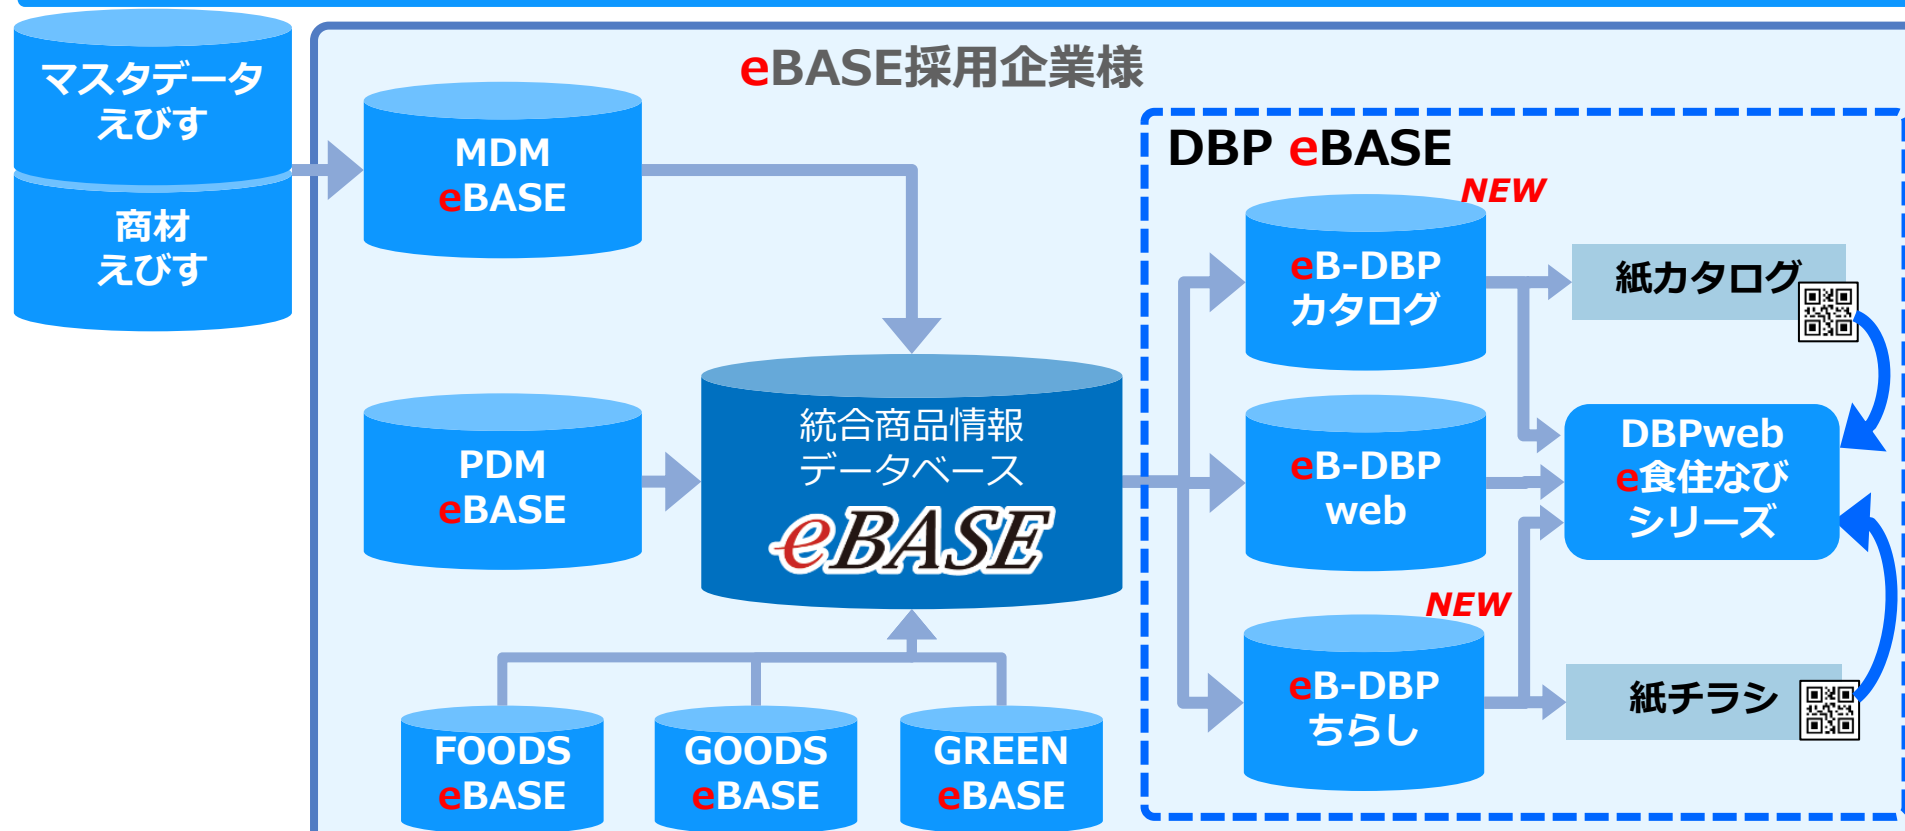 eBASE採用企業様
マスタデータ
えびす
商材
えびす
MDM
eBASE
PDM
eBASE
統合商品情報
データベース
eBASE
FOODS
eBASE
GOODS
eBASE
GREEN
eBASE
DBP eBASE
NEW
eB-DBP
カタログ
紙カタログ
eB-DBP
web
DBPweb
e食住なび
シリーズ
NEW
eB-DBP
ちらし
紙チラシ